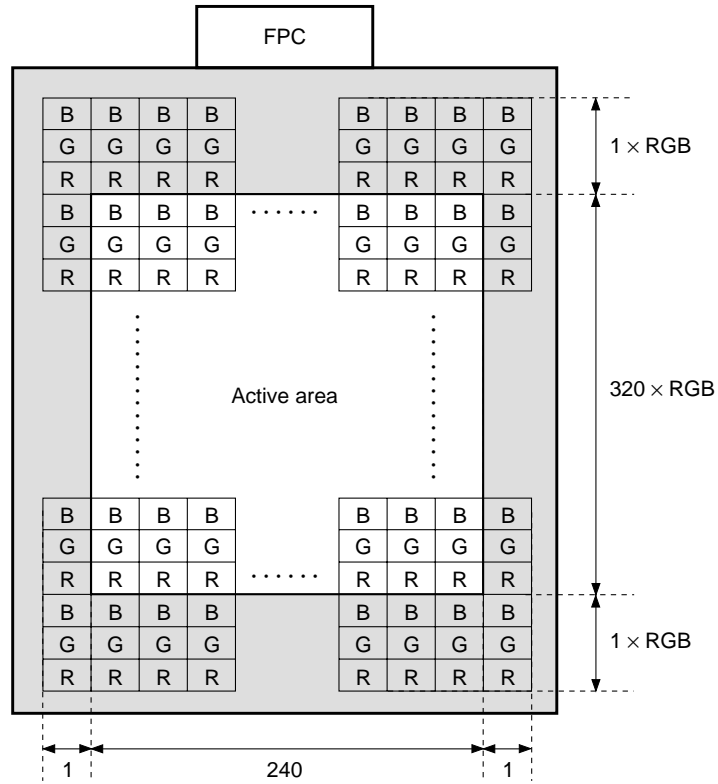 FPC
B B B B B B B B
G G G G G G G G 1 × RGB
R R R R R R R R
B B B B ...... B B B B
G G G G G G G G
R R R R R R R R
Active area 320 × RGB
B B B B B B B B
G G G G G G G G
R R R R ...... R R R R
B B B B B B B B
G G G G G G G G 1 × RGB
R R R R R R R R
1 240 1